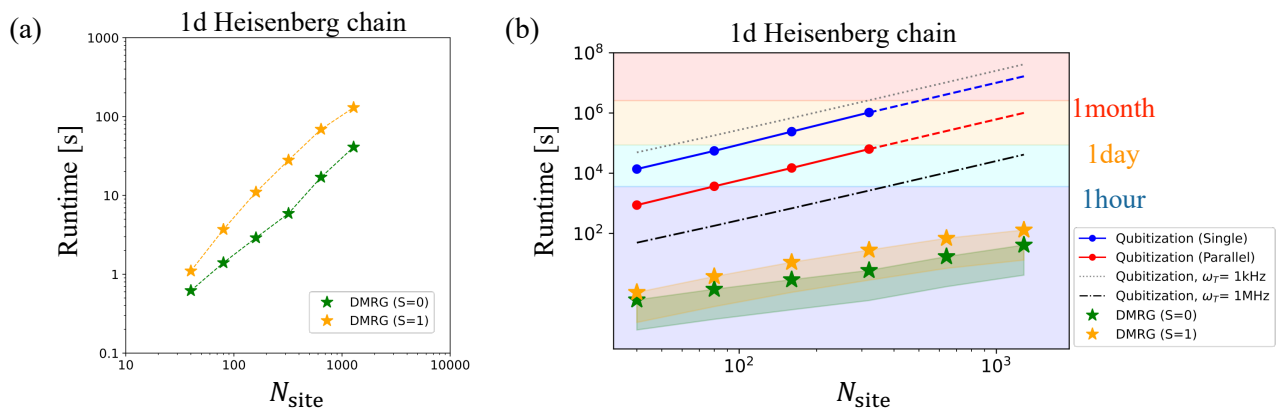 (a)
1d Heisenberg chain
Runtime [s]
1000
100
10
1
0.1
10
100
1000
10000
N_site
DMRG (S=0)
DMRG (S=1)
(b)
1d Heisenberg chain
Runtime [s]
10^8
10^6
10^4
10^2
10^2
10^3
N_site
1month
1day
1hour
Qubitization (Single)
Qubitization (Parallel)
Qubitization, ω_T= 1kHz
Qubitization, ω_T= 1MHz
DMRG (S=0)
DMRG (S=1)